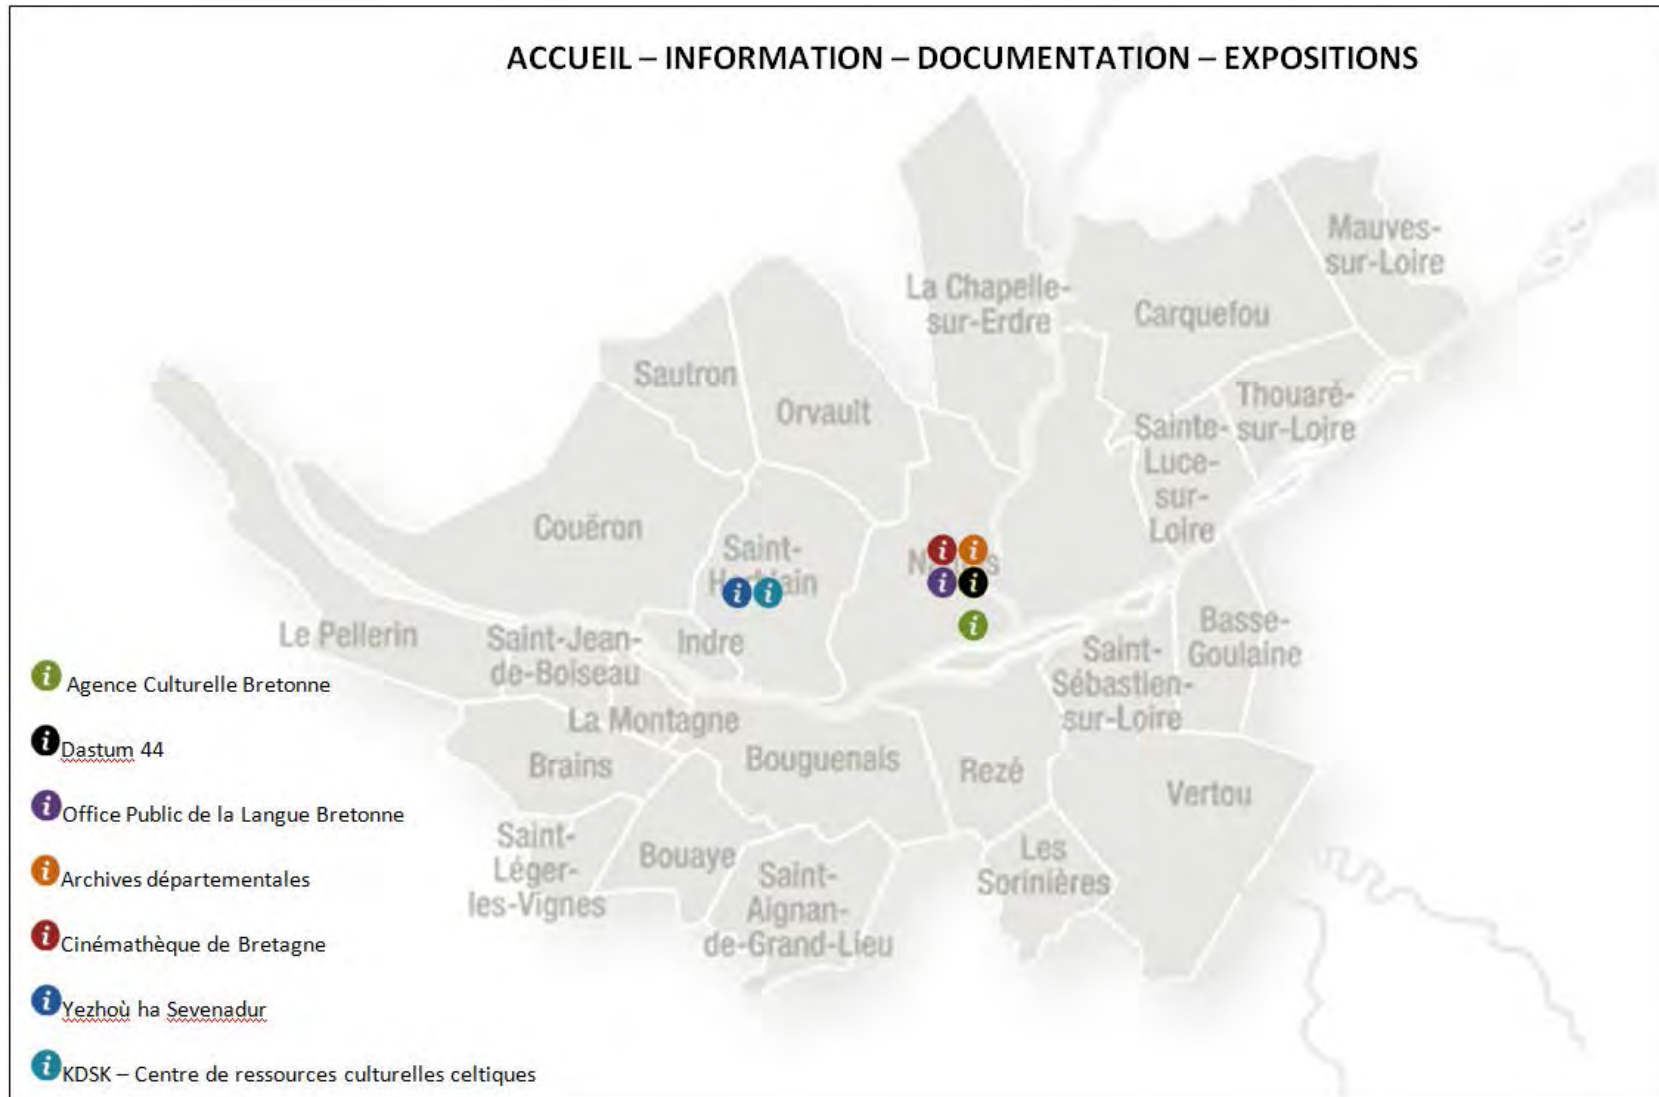 ACCUEIL – INFORMATION – DOCUMENTATION – EXPOSITIONS
Mauves-
sur-Loire
La Chapelle-
sur-Erdre
Carquefou
Sautron
Orvault
Thouaré-
sur-Loire
Sainte-
Luce-
sur-
Loire
Couëron
Saint-
Le Pellerin
Saint-Jean-
de-Boiseau
Indre
Basse-
Goulaine
Saint-
Sébastien-
sur-Loire
La Montagne
Brains
Bouguenais
Rezé
Vertou
Saint-
Léger-
les-Vignes
Bouaye
Saint-
Aignan-
de-Grand-Lieu
Les
Sorinières
Agence Culturelle Bretonne
Dastum 44
Office Public de la Langue Bretonne
Archives départementales
Cinémathèque de Bretagne
Yezhoù ha Sevenadur
KDSK – Centre de ressources culturelles celtiques